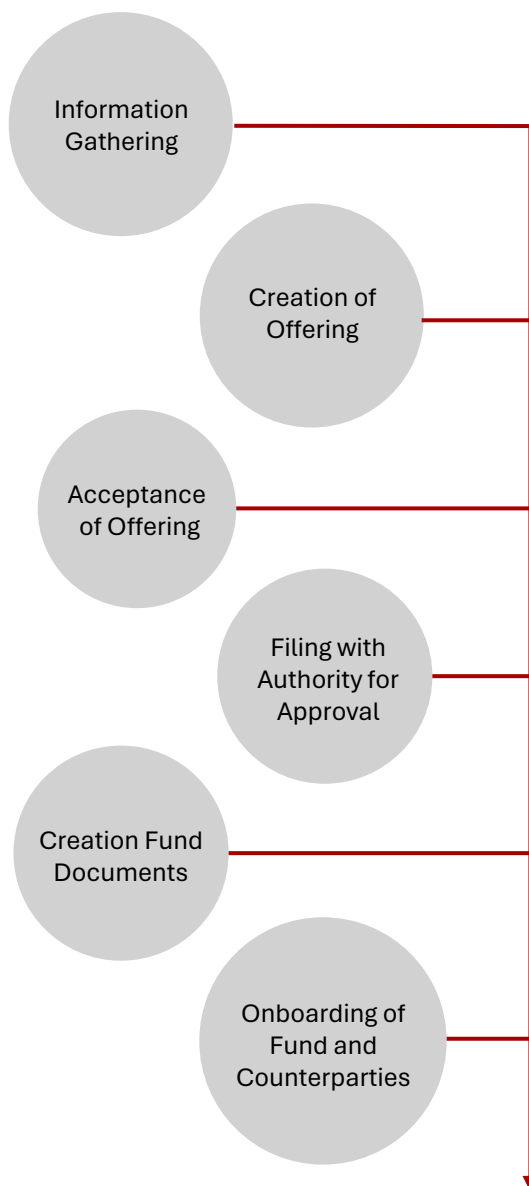 Information
Gathering
Creation of
Offering
Acceptance
of Offering
Filing with
Authority for
Approval
Creation Fund
Documents
Onboarding of
Fund and
Counterparties